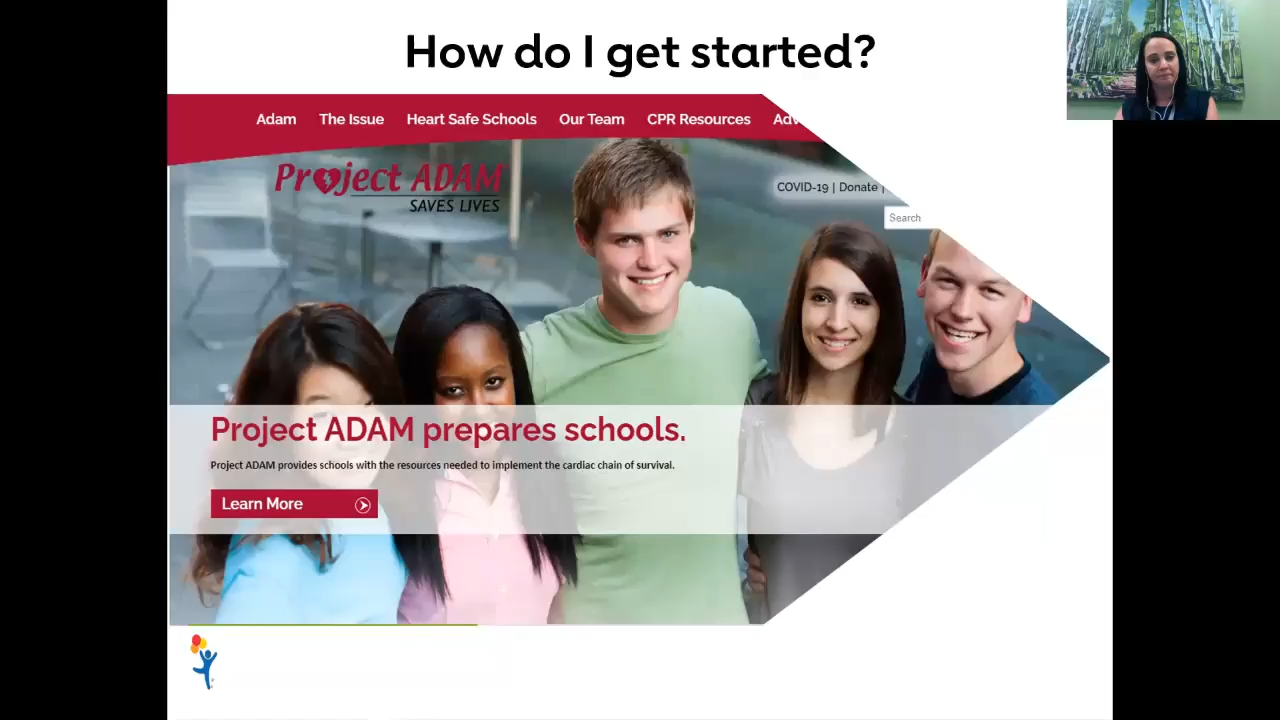 How do I get started?
Adam The Issue Heart Safe Schools Our Team CPR Resources
Project ADAM
SAVES LIVES
COVID-19 | Donate |
Search
Project ADAM prepares schools.
Project ADAM provides schools with the resources needed to implement the cardiac chain of survival.
Learn More